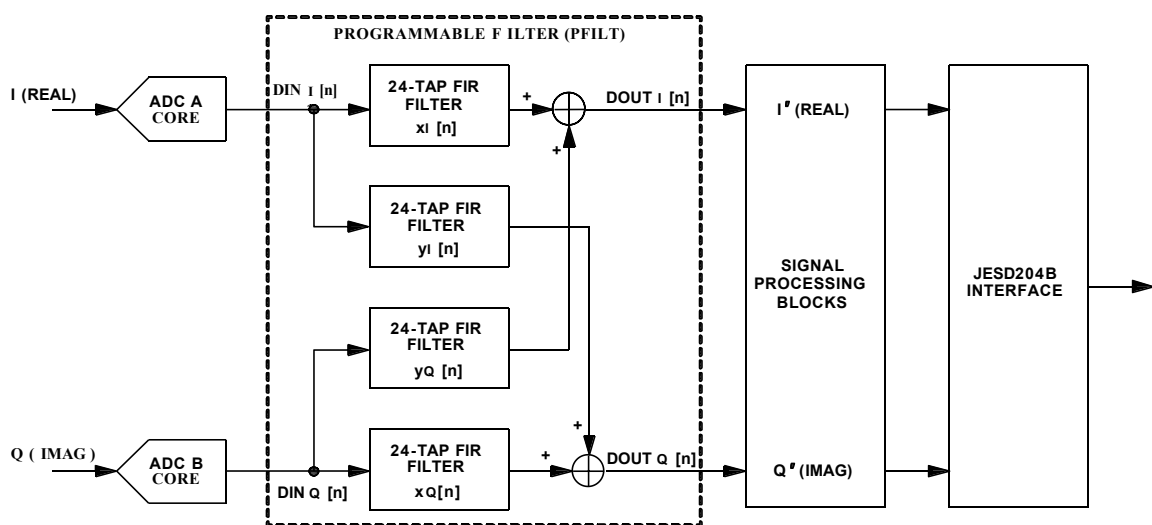 PROGRAMMABLE F ILTER (PFILT)
I (REAL)
ADC A
CORE
DIN I [n]
24-TAP FIR
FILTER
xI [n]
+
+
DOUT I [n]
I′′ (REAL)
24-TAP FIR
FILTER
yI [n]
SIGNAL
PROCESSING
BLOCKS
JESD204B
INTERFACE
24-TAP FIR
FILTER
yQ [n]
Q ( IMAG)
ADC B
CORE
DIN Q [n]
24-TAP FIR
FILTER
xQ[n]
+
+
DOUT Q [n]
Q′′ (IMAG)